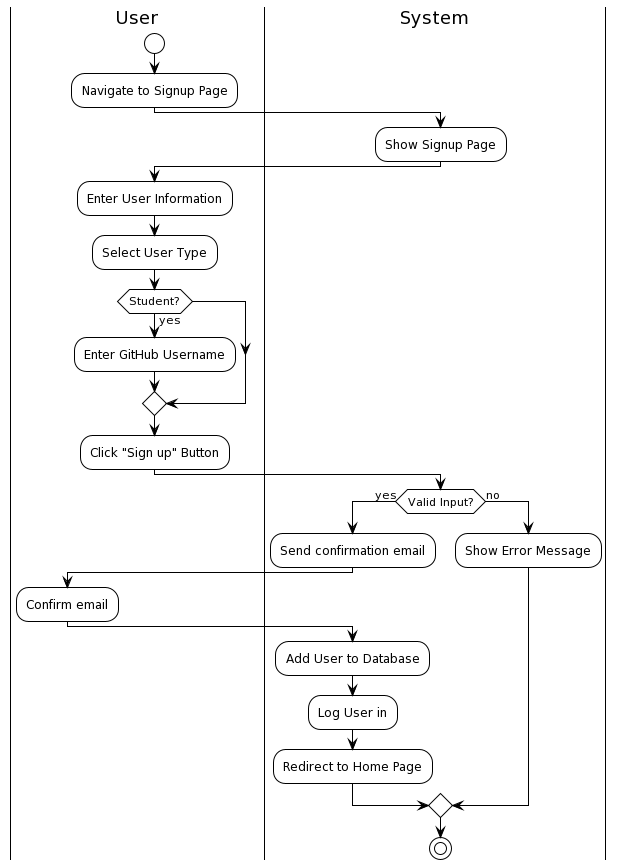 User
System
Navigate to Signup Page
Show Signup Page
Enter User Information
Select User Type
Student?
yes
Enter GitHub Username
Click "Sign up" Button
yes
Valid Input?
no
Send confirmation email
Show Error Message
Confirm email
Add User to Database
Log User in
Redirect to Home Page